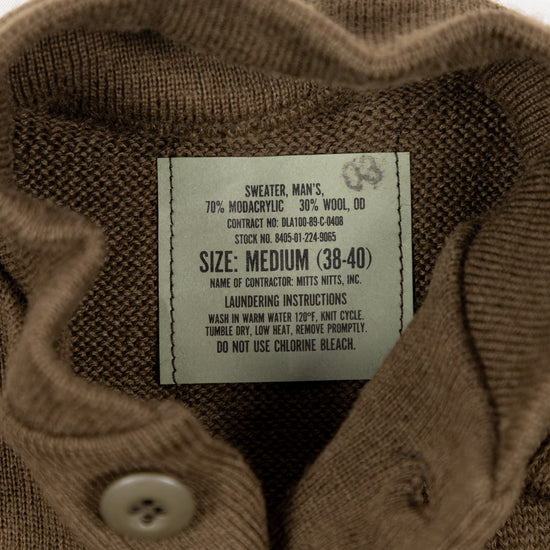 03
SWEATER, MAN'S,
70% MODACRYLIC 30% WOOL, OD
CONTRACT NO: DLA100-89-C-0408
STOCK NO. 8405-01-224-9065
SIZE: MEDIUM (38-40)
NAME OF CONTRACTOR: MITTS NITTS, INC.
LAUNDERING INSTRUCTIONS
WASH IN WARM WATER 120°F, KNIT CYCLE.
TUMBLE DRY, LOW HEAT, REMOVE PROMPTLY.
DO NOT USE CHLORINE BLEACH.